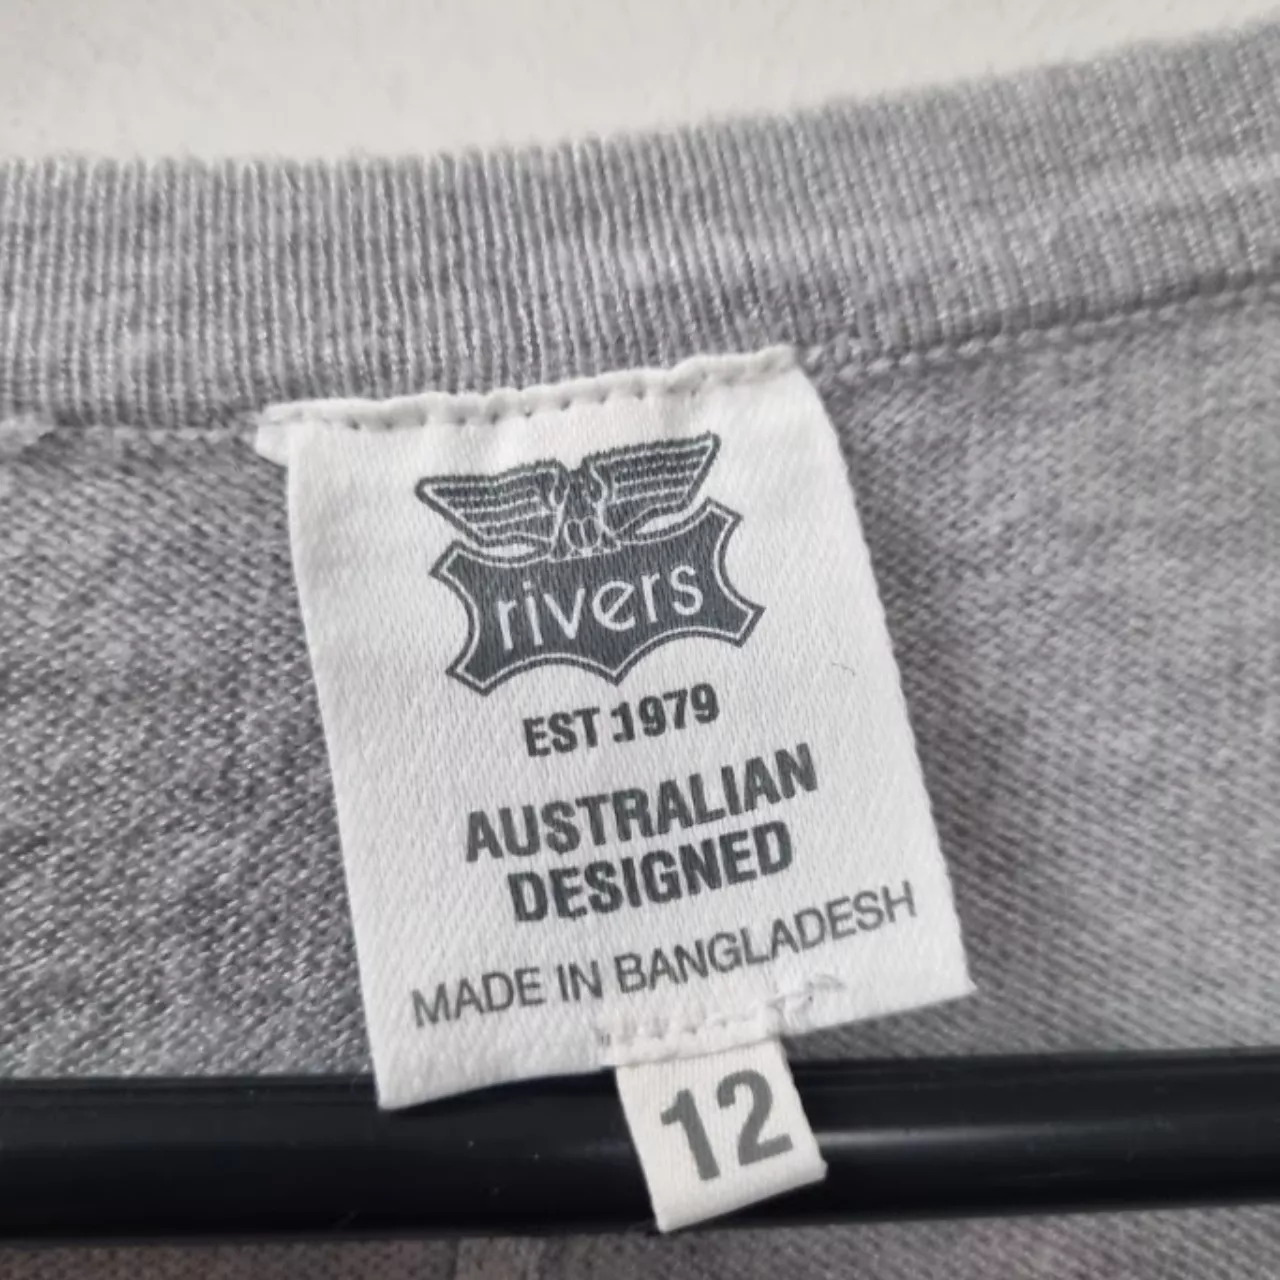 rivers
EST.1979
AUSTRALIAN
DESIGNED
MADE IN BANGLADESH
12